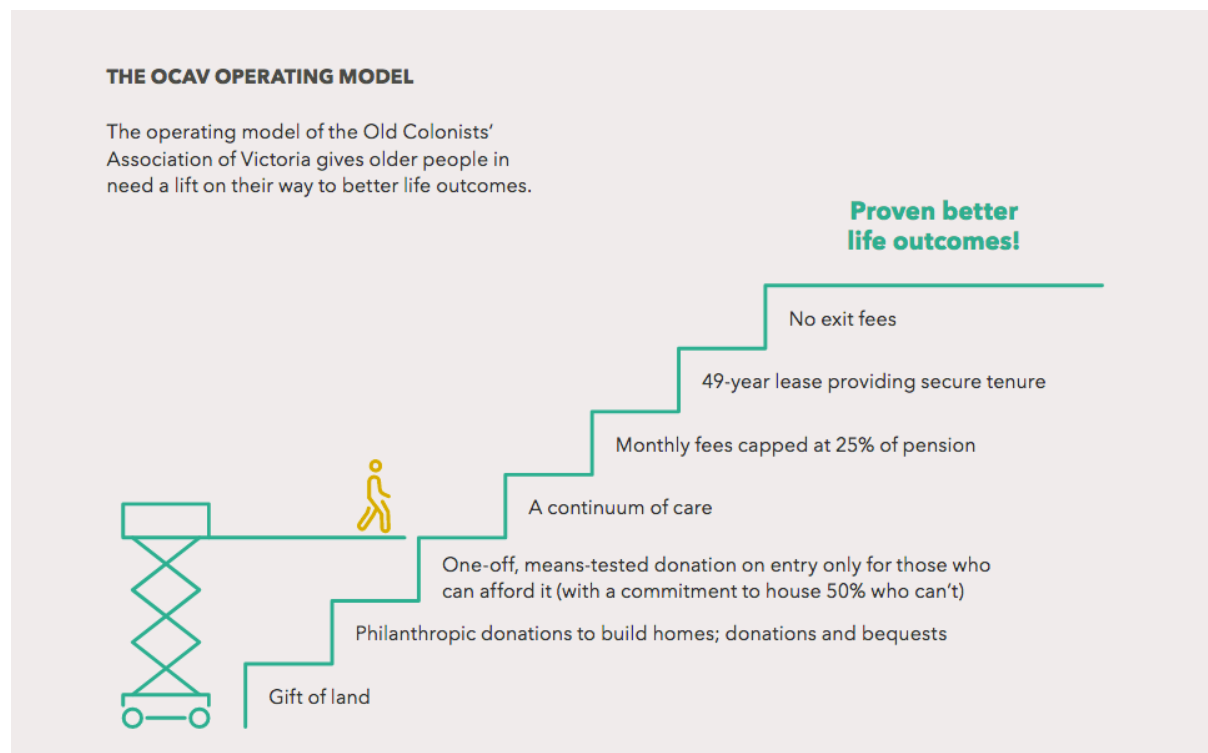 THE OCAV OPERATING MODEL
The operating model of the Old Colonists’
Association of Victoria gives older people in
need a lift on their way to better life outcomes.
Proven better
life outcomes!
No exit fees
49-year lease providing secure tenure
Monthly fees capped at 25% of pension
A continuum of care
One-off, means-tested donation on entry only for those who
can afford it (with a commitment to house 50% who can’t)
Philanthropic donations to build homes; donations and bequests
Gift of land